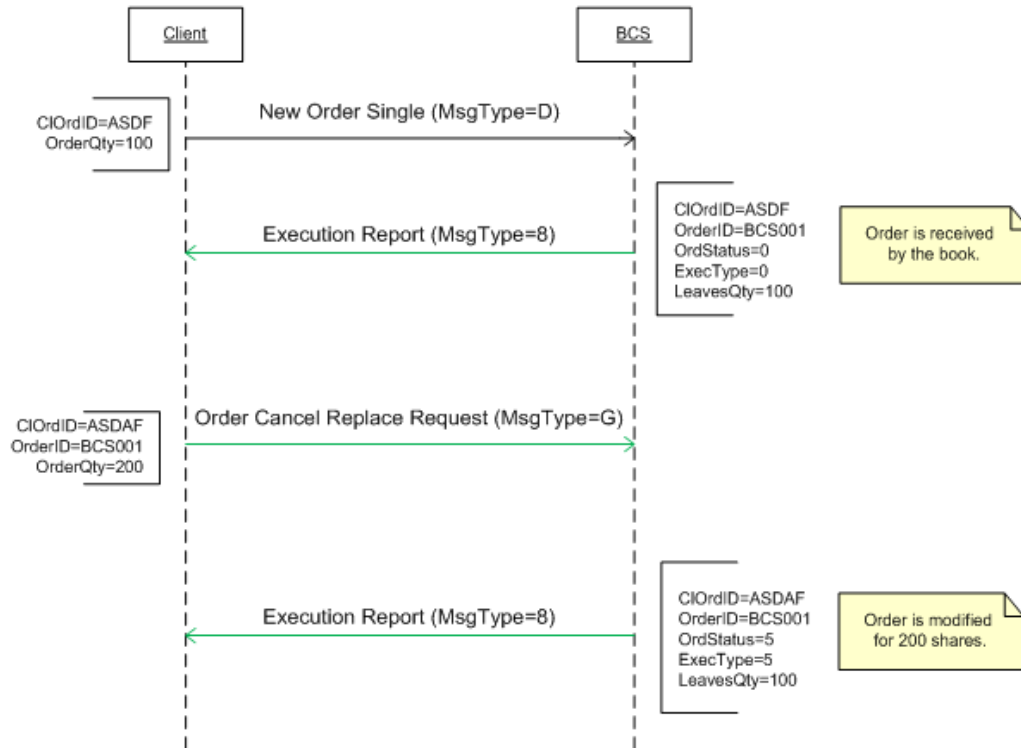 Client
BCS
New Order Single (MsgType=D)
ClOrdID=ASDF
OrderQty=100
ClOrdID=ASDF
OrderID=BCS001
OrdStatus=0
ExecType=0
LeavesQty=100
Order is received
by the book.
Execution Report (MsgType=8)
Order Cancel Replace Request (MsgType=G)
ClOrdID=ASDAF
OrderID=BCS001
OrderQty=200
Execution Report (MsgType=8)
ClOrdID=ASDAF
OrderID=BCS001
OrdStatus=5
ExecType=5
LeavesQty=100
Order is modified
for 200 shares.